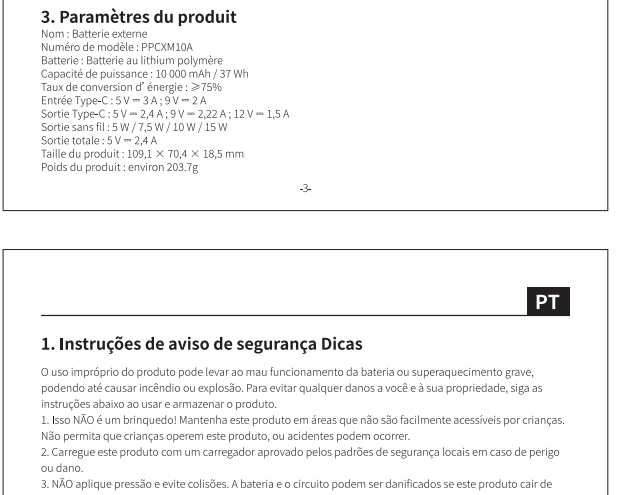 3. Paramètres du produit
Nom : Batterie externe
Numéro de modèle : PPCXM10A
Batterie : Batterie au lithium polymère
Capacité de puissance : 10 000 mAh / 37 Wh
Taux de conversion d' énergie : ≥75%
Entrée Type-C : 5 V ⎓ 3 A ; 9 V ⎓ 2 A
Sortie Type-C : 5 V ⎓ 2,4 A ; 9 V ⎓ 2,22 A ; 12 V ⎓ 1,5 A
Sortie sans fil : 5 W / 7,5 W / 10 W / 15 W
Sortie totale : 5 V ⎓ 2,4 A
Taille du produit : 109,1 × 70,4 × 18,5 mm
Poids du produit : environ 203.7g
-3-
PT
1. Instruções de aviso de segurança Dicas
O uso impróprio do produto pode levar ao mau funcionamento da bateria ou superaquecimento grave,
podendo até causar incêndio ou explosão. Para evitar qualquer danos a você e à sua propriedade, siga as
instruções abaixo ao usar e armazenar o produto.
1. Isso NÃO é um brinquedo! Mantenha este produto em áreas que não são facilmente acessíveis por crianças.
Não permita que crianças operem este produto, ou acidentes podem ocorrer.
2. Carregue este produto com um carregador aprovado pelos padrões de segurança locais em caso de perigo
ou dano.
3. NÃO aplique pressão e evite colisões. A bateria e o circuito podem ser danificados se este produto cair de